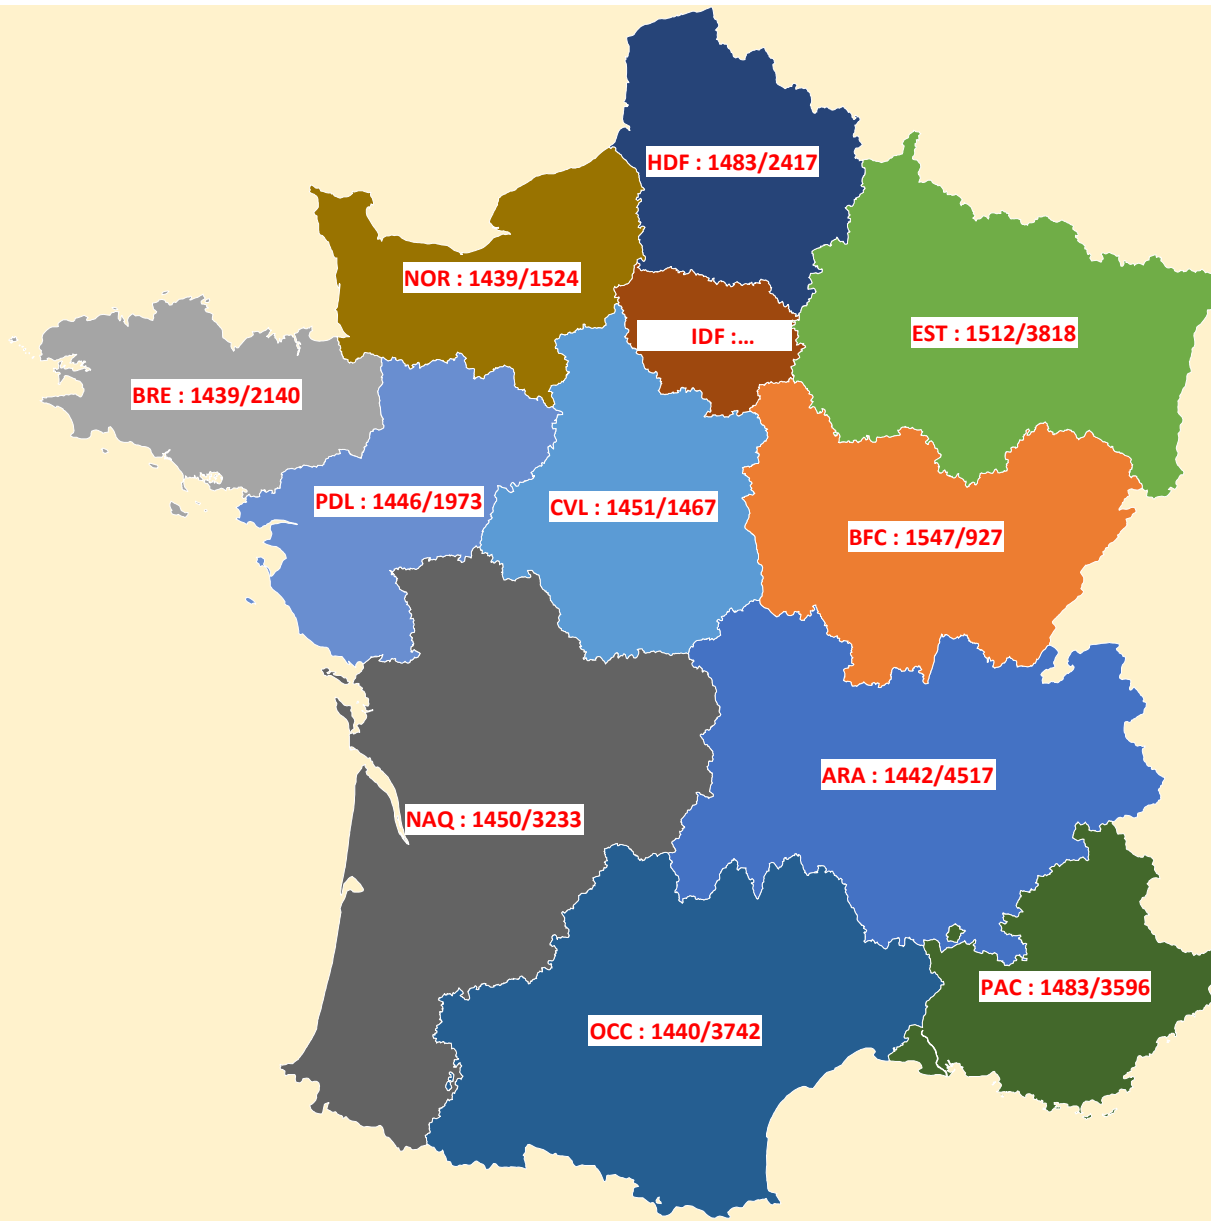 HDF : 1483/2417
NOR : 1439/1524
IDF :...
EST : 1512/3818
BRE : 1439/2140
PDL : 1446/1973
CVL : 1451/1467
BFC : 1547/927
ARA : 1442/4517
NAQ : 1450/3233
PAC : 1483/3596
OCC : 1440/3742